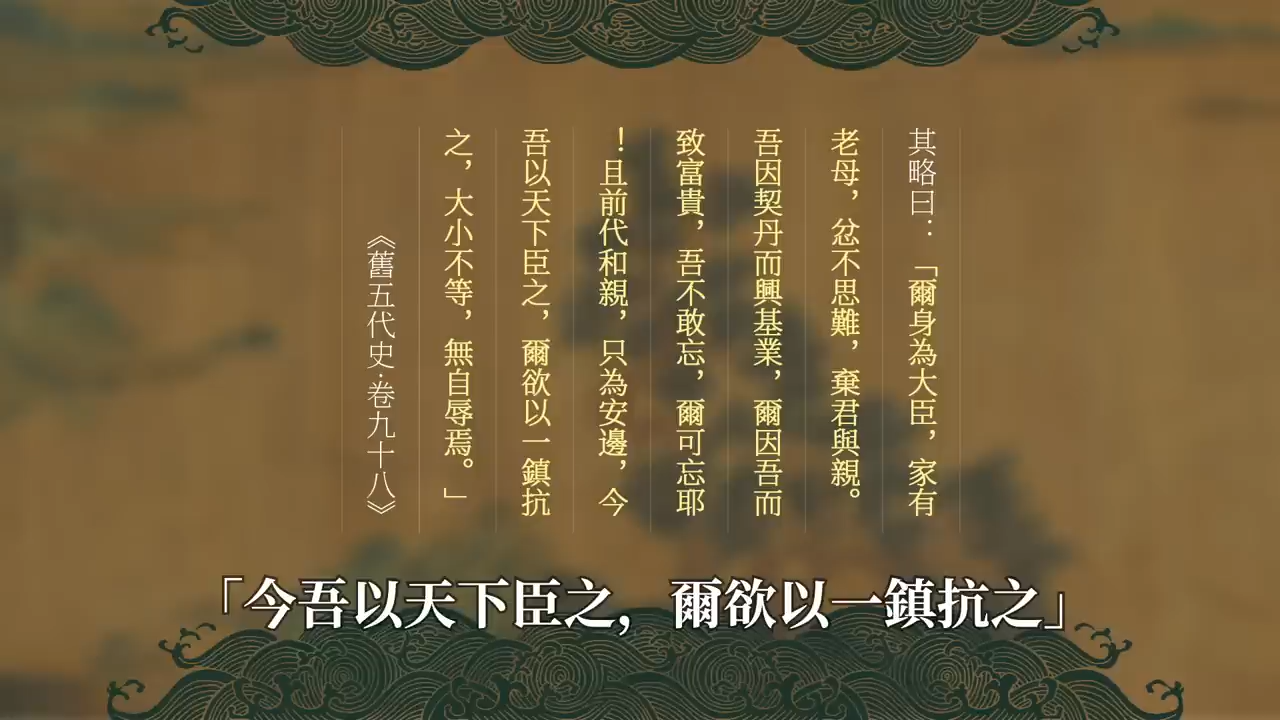 其略曰：「爾身為大臣，家有
老母，忿不思難，棄君與親。
吾因契丹而興基業，爾因吾而
致富貴，吾不敢忘，爾可忘耶
！且前代和親，只為安邊，今
吾以天下臣之，爾欲以一鎮抗
之，大小不等，無自辱焉。」
《舊五代史·卷九十八》
「今吾以天下臣之，爾欲以一鎮抗之」